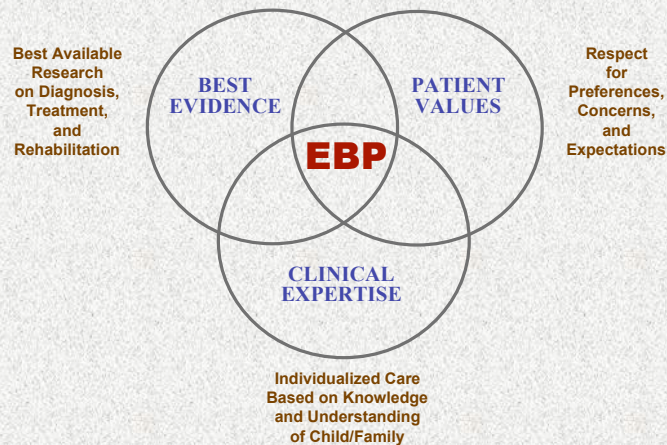 Best Available
Research
on Diagnosis,
Treatment,
and
Rehabilitation
BEST
EVIDENCE
PATIENT
VALUES
Respect
for
Preferences,
Concerns,
and
Expectations
EBP
CLINICAL
EXPERTISE
Individualized Care
Based on Knowledge
and Understanding
of Child/Family